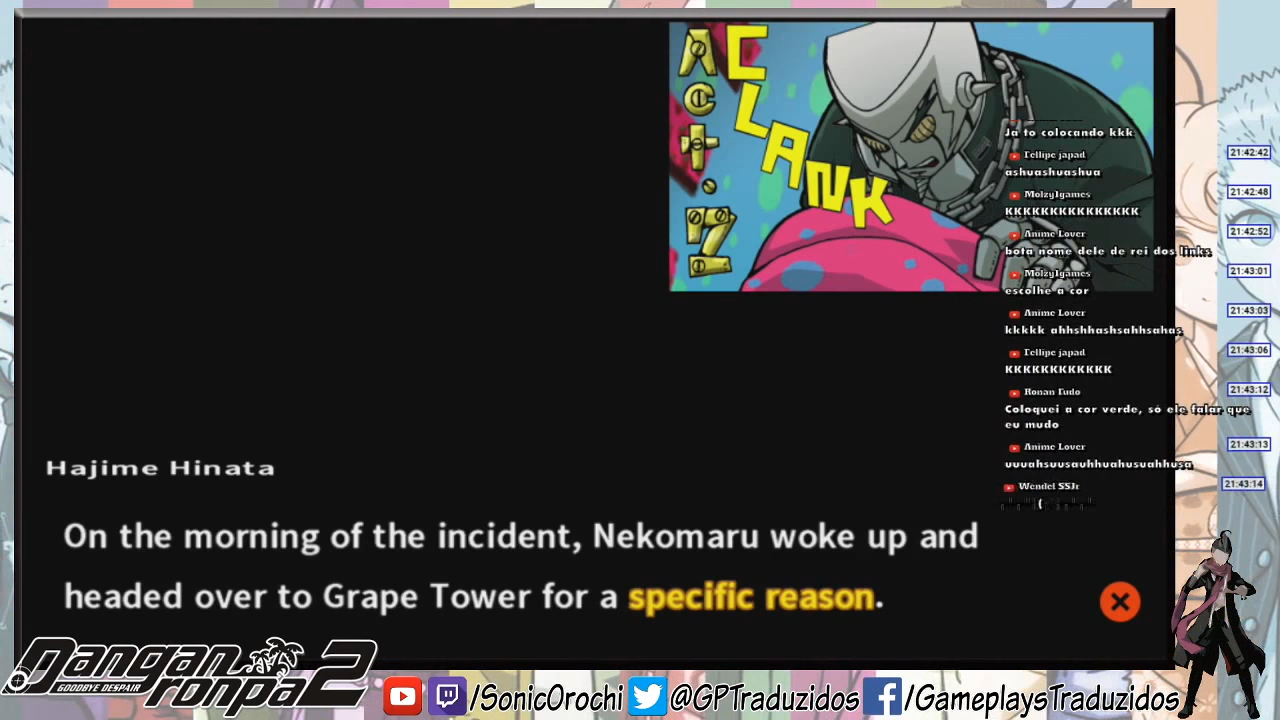 Act.2
CLANK
Ja to colocando kkk
Fellipe japad
ashuashuashua
21:42:42
Molzy1games
KKKKKKKKKKKKKKK
21:42:48
Anime Lover
bota nome dele de rei dos links
21:42:52
Molzy1games
escolhe a cor
21:43:01
Anime Lover
kkkkk ahhshhashsahhsahas
21:43:03
Fellipe japad
KKKKKKKKKKKK
21:43:06
Ronan Tudo
Coloquei a cor verde, só ele falar que
eu mudo
21:43:12
Anime Lover
uuuahsuusauhhuahusuahhusa
21:43:13
Wendel SSJr
21:43:14
Hajime Hinata
On the morning of the incident, Nekomaru woke up and
headed over to Grape Tower for a specific reason.
Danganronpa 2
GOODBYE DESPAIR
/SonicOrochi @GPTraduzidos /GameplaysTraduzidos